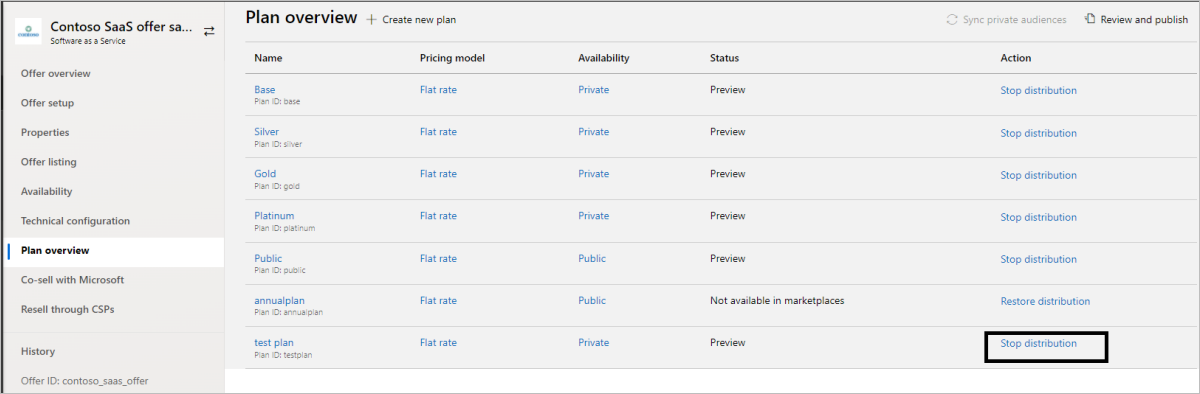 Contoso SaaS offer sa...
Software as a Service
Offer overview
Offer setup
Properties
Offer listing
Availability
Technical configuration
Plan overview
Co-sell with Microsoft
Resell through CSPs
History
Offer ID: contoso_saas_offer
Plan overview + Create new plan Sync private audiences Review and publish
Name Pricing model Availability Status Action
Base Flat rate Private Preview Stop distribution
Plan ID: base
Silver Flat rate Private Preview Stop distribution
Plan ID: silver
Gold Flat rate Private Preview Stop distribution
Plan ID: gold
Platinum Flat rate Private Preview Stop distribution
Plan ID: platinum
Public Flat rate Public Preview Stop distribution
Plan ID: public
annualplan Flat rate Public Not available in marketplaces Restore distribution
Plan ID: annualplan
test plan Flat rate Private Preview Stop distribution
Plan ID: testplan